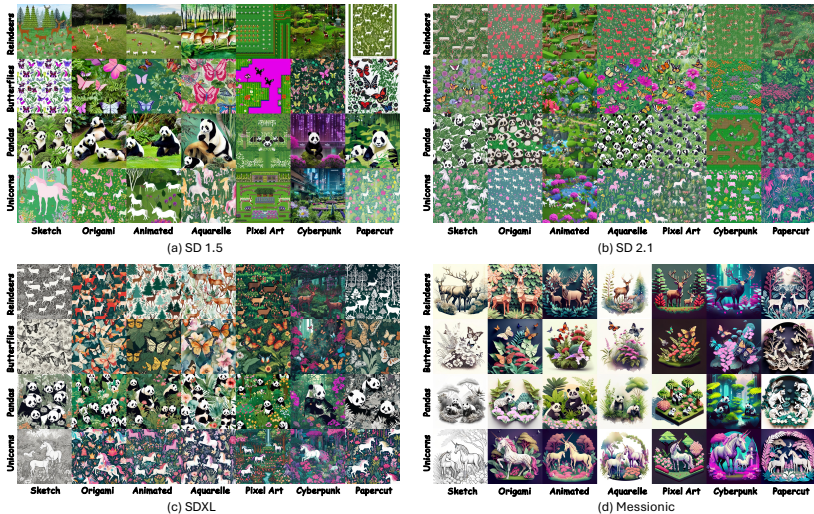 Reindeers
Butterflies
Pandas
Unicorns
Sketch Origami Animated Aquarelle Pixel Art Cyberpunk Papercut
(a) SD 1.5
Reindeers
Butterflies
Pandas
Unicorns
Sketch Origami Animated Aquarelle Pixel Art Cyberpunk Papercut
(b) SD 2.1
Reindeers
Butterflies
Pandas
Unicorns
Sketch Origami Animated Aquarelle Pixel Art Cyberpunk Papercut
(c) SDXL
Reindeers
Butterflies
Pandas
Unicorns
Sketch Origami Animated Aquarelle Pixel Art Cyberpunk Papercut
(d) Messionic